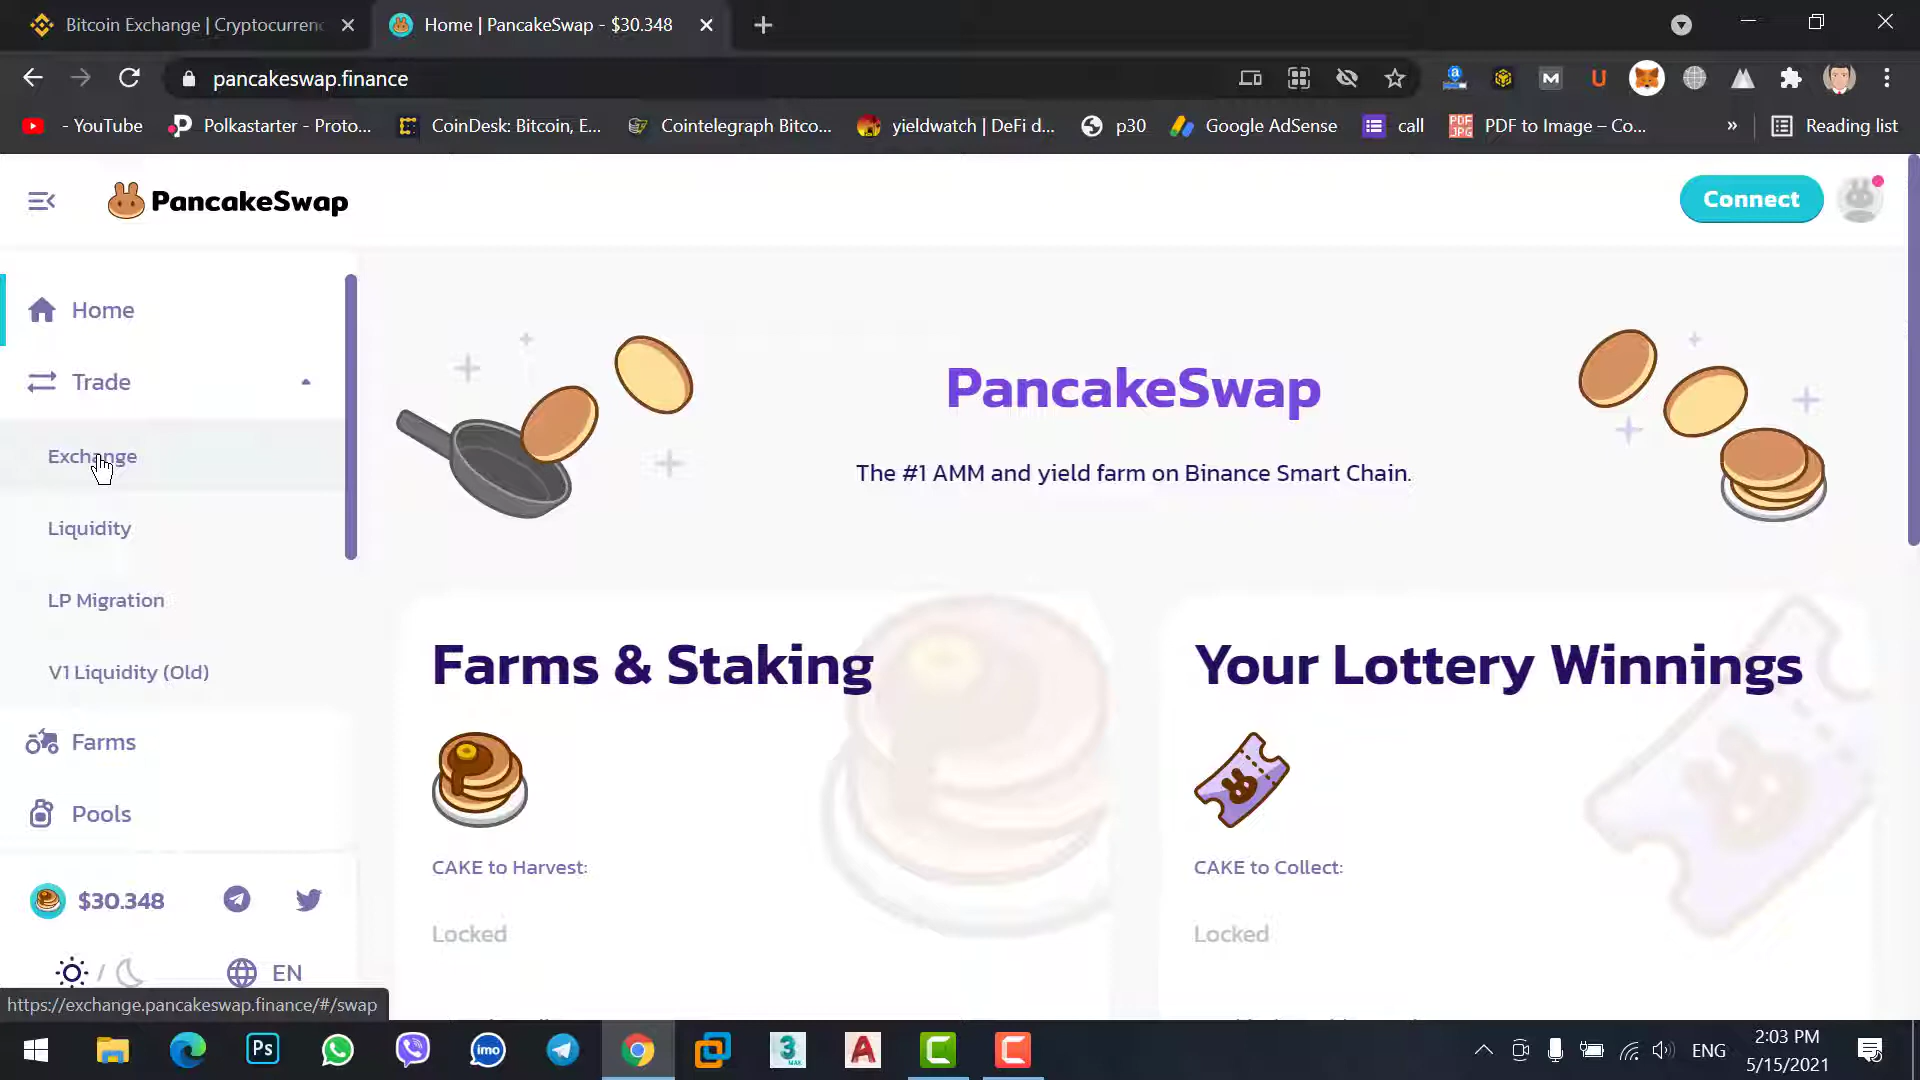 Bitcoin Exchange | Cryptocurrenc
Home | PancakeSwap - $30.348
pancakeswap.finance
- YouTube
Polkastarter - Proto...
CoinDesk: Bitcoin, E...
Cointelegraph Bitco...
yieldwatch | DeFi d...
p30
Google AdSense
call
PDF to Image – Co...
»
Reading list
PancakeSwap
Connect
Home
Trade
Exchange
Liquidity
LP Migration
V1 Liquidity (Old)
Farms
Pools
$30.348
/
EN
https://exchange.pancakeswap.finance/#/swap
PancakeSwap
The #1 AMM and yield farm on Binance Smart Chain.
Farms & Staking
CAKE to Harvest:
Locked
Your Lottery Winnings
CAKE to Collect:
Locked
Ps
imo
ENG
2:03 PM
5/15/2021